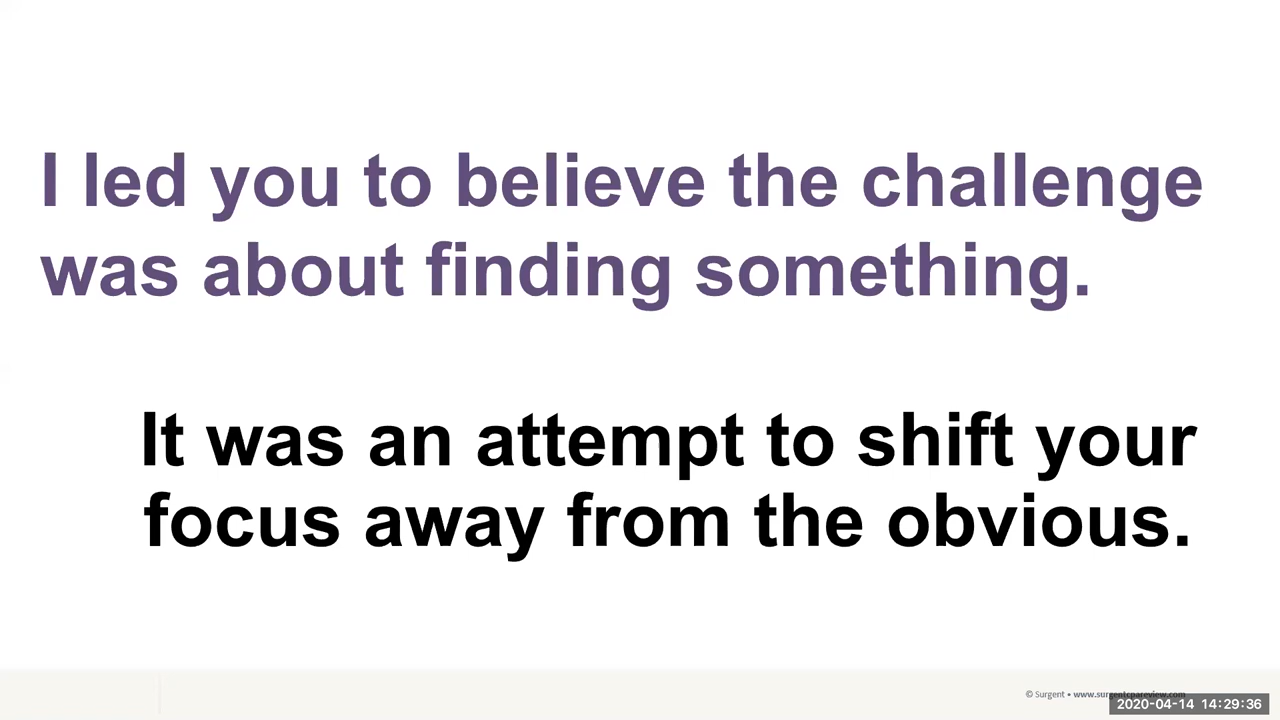 I led you to believe the challenge
was about finding something.
It was an attempt to shift your
focus away from the obvious.
© Surgent • www.surgentcpareview.com
2020-04-14 14:29:36